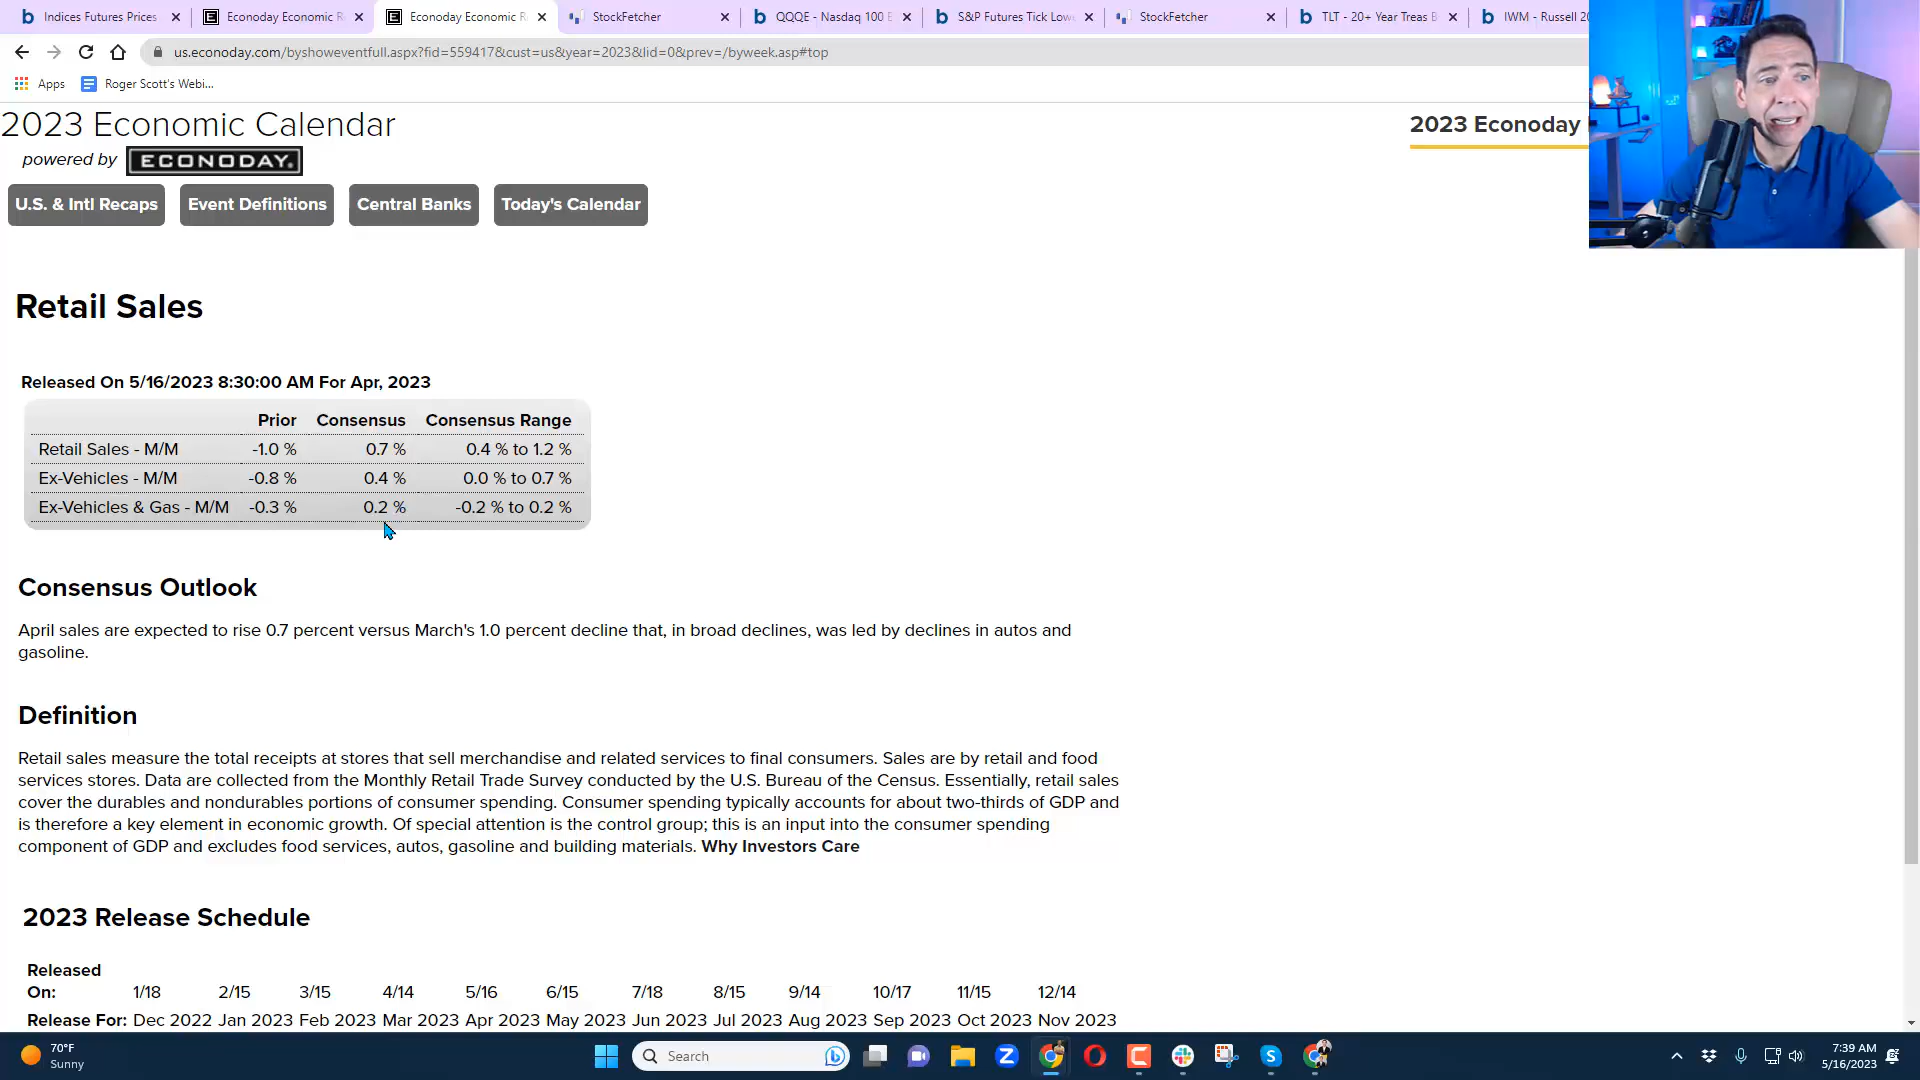 Indices Futures Prices
Econoday Economic R
Econoday Economic R
StockFetcher
QQQE - Nasdaq 100 E
S&P Futures Tick Low
StockFetcher
TLT - 20+ Year Treas B
IWM - Russell 20
us.econoday.com/byshoweventfull.aspx?fid=559417&cust=us&year=2023&lid=0&prev=/byweek.asp#top
Apps
Roger Scott's Webi...
2023 Economic Calendar
2023 Econoday
powered by ECONODAY.
U.S. & Intl Recaps
Event Definitions
Central Banks
Today's Calendar
Retail Sales
Released On 5/16/2023 8:30:00 AM For Apr, 2023
Prior Consensus Consensus Range
Retail Sales - M/M -1.0 % 0.7 % 0.4 % to 1.2 %
Ex-Vehicles - M/M -0.8 % 0.4 % 0.0 % to 0.7 %
Ex-Vehicles & Gas - M/M -0.3 % 0.2 % -0.2 % to 0.2 %
Consensus Outlook
April sales are expected to rise 0.7 percent versus March's 1.0 percent decline that, in broad declines, was led by declines in autos and
gasoline.
Definition
Retail sales measure the total receipts at stores that sell merchandise and related services to final consumers. Sales are by retail and food
services stores. Data are collected from the Monthly Retail Trade Survey conducted by the U.S. Bureau of the Census. Essentially, retail sales
cover the durables and nondurables portions of consumer spending. Consumer spending typically accounts for about two-thirds of GDP and
is therefore a key element in economic growth. Of special attention is the control group; this is an input into the consumer spending
component of GDP and excludes food services, autos, gasoline and building materials. Why Investors Care
2023 Release Schedule
Released
On: 1/18 2/15 3/15 4/14 5/16 6/15 7/18 8/15 9/14 10/17 11/15 12/14
Release For: Dec 2022 Jan 2023 Feb 2023 Mar 2023 Apr 2023 May 2023 Jun 2023 Jul 2023 Aug 2023 Sep 2023 Oct 2023 Nov 2023
70°F
Sunny
Search
7:39 AM
5/16/2023